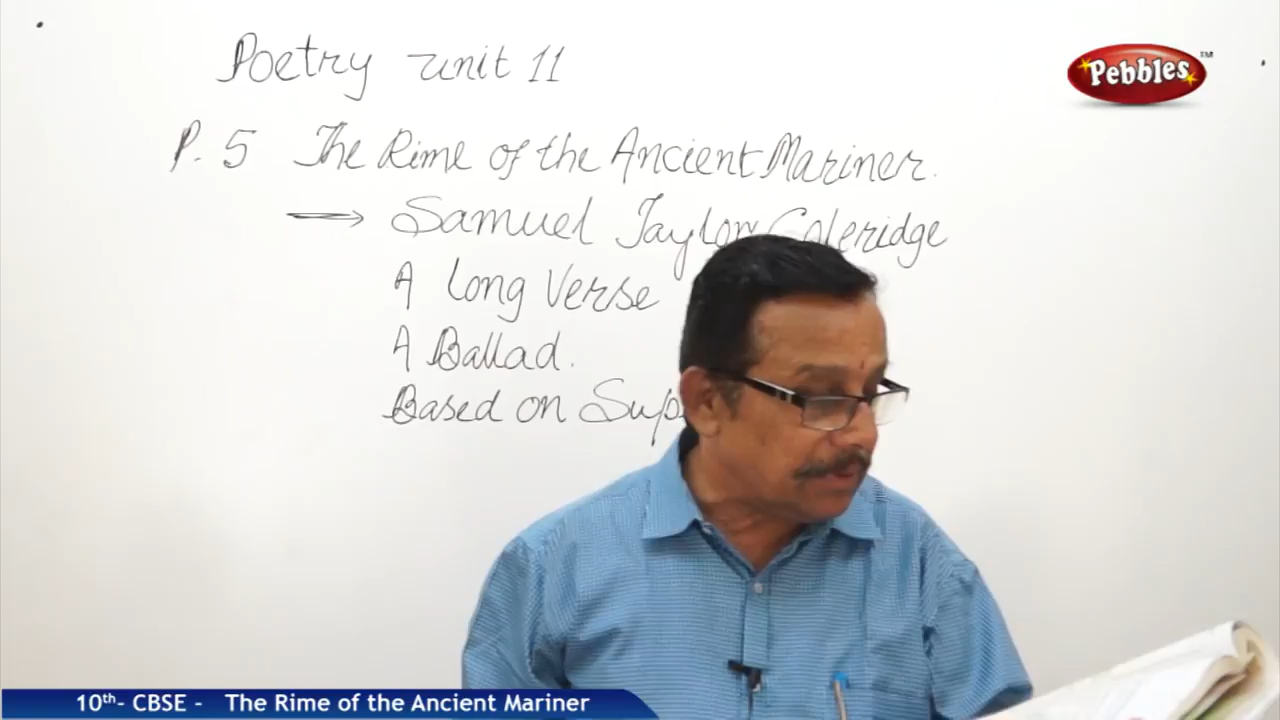 Poetry unit 11
Pebbles™
P. 5 The Rime of the Ancient Mariner.
→ Samuel Taylor Coleridge
A Long Verse
A Ballad.
Based on
10th- CBSE - The Rime of the Ancient Mariner